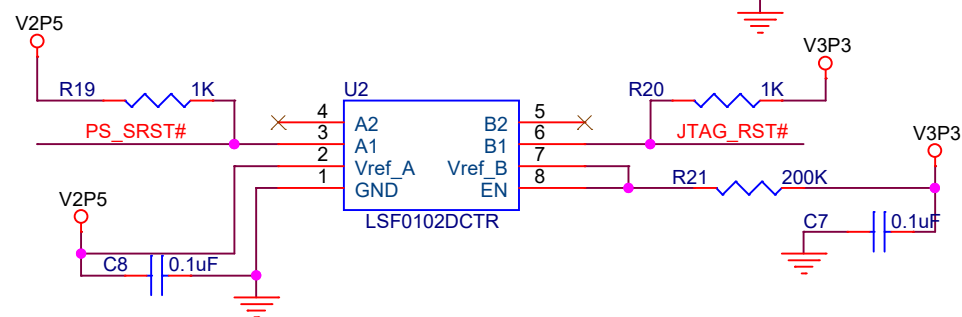 V2P5
V3P3
R19 1K
U2
R20 1K
PS_SRST#
4 A2 B2 5
3 A1 B1 6
JTAG_RST#
2 Vref_A Vref_B 7
V3P3
1 GND EN 8
R21 200K
V2P5
LSF0102DCTR
C7 0.1uF
C8 0.1uF